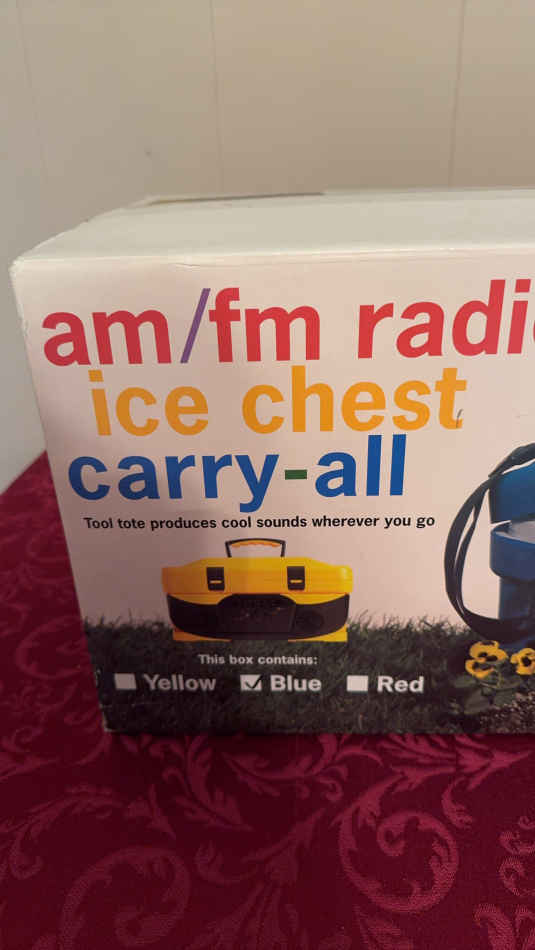 am/fm radi
ice chest
carry-all
Tool tote produces cool sounds wherever you go
This box contains:
Yellow Blue Red